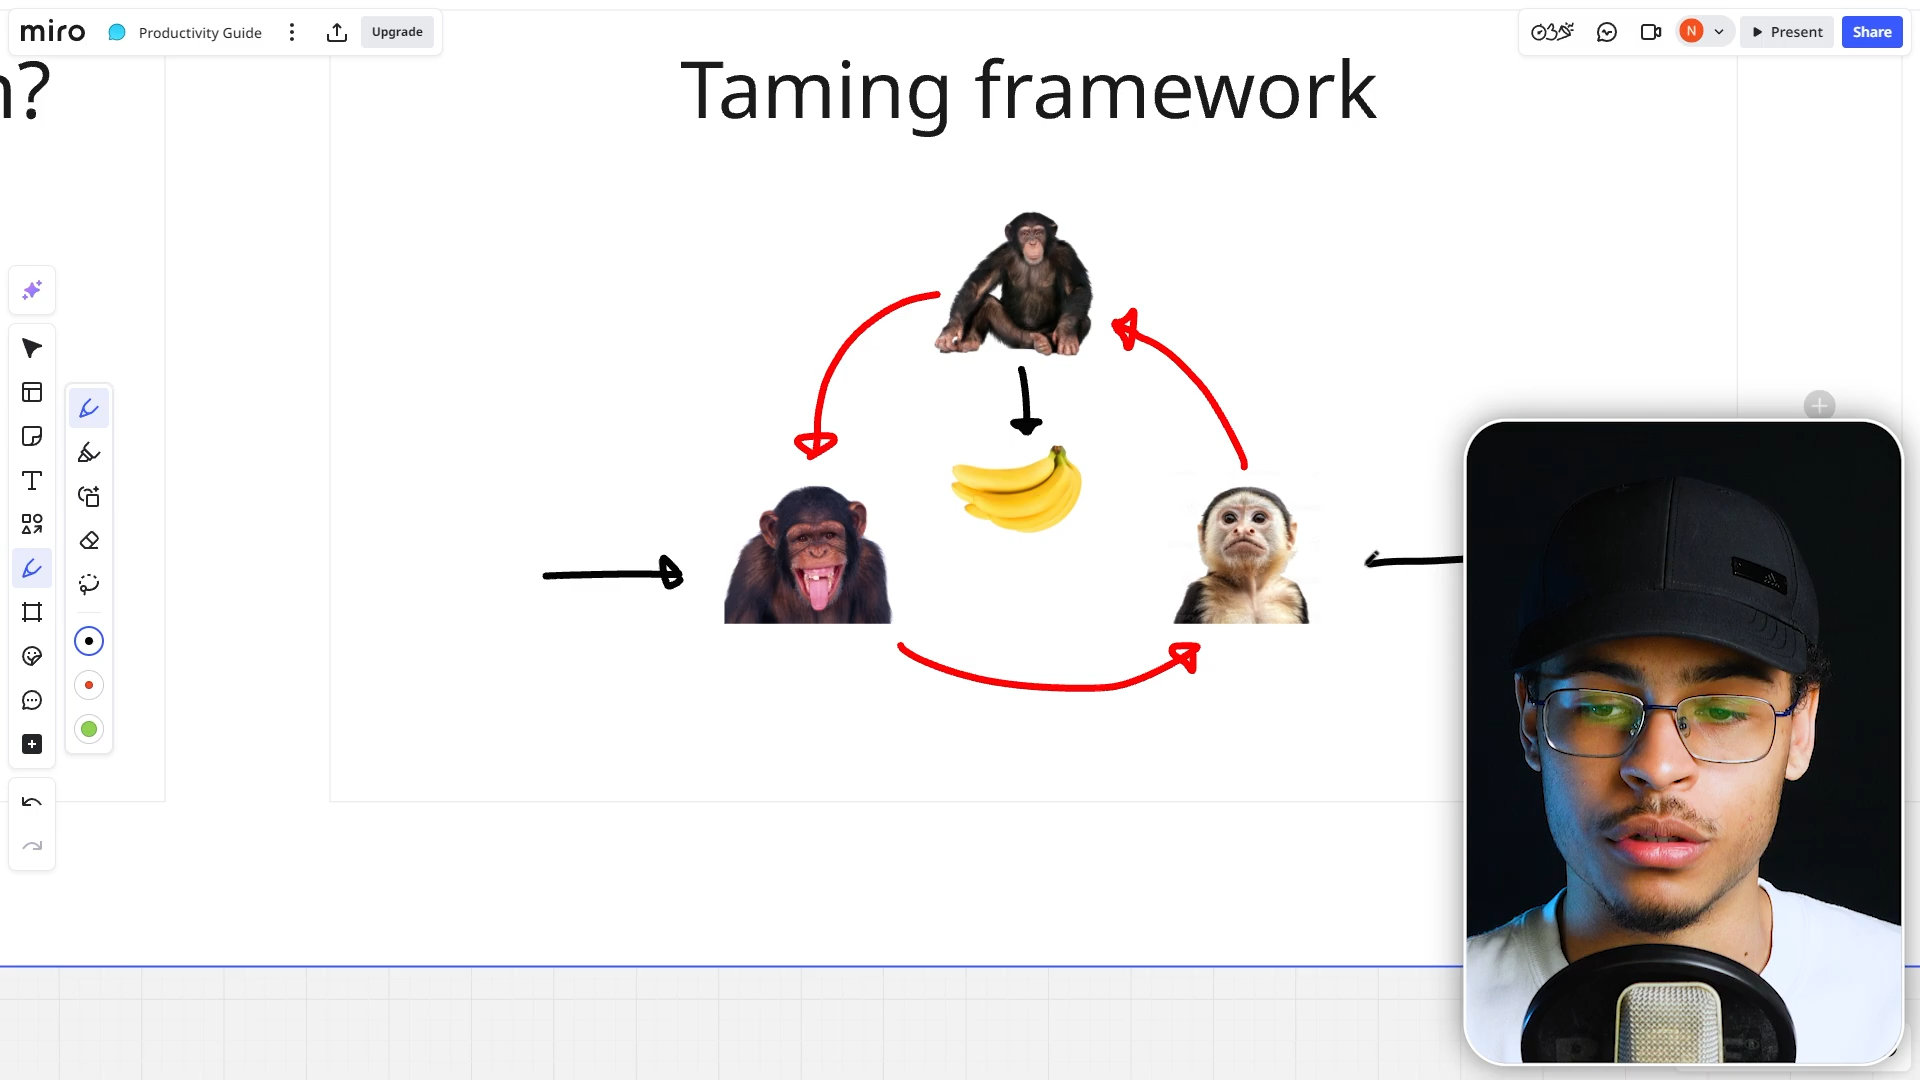 miro
Productivity Guide
Upgrade
N
Present
Share
n?
Taming framework